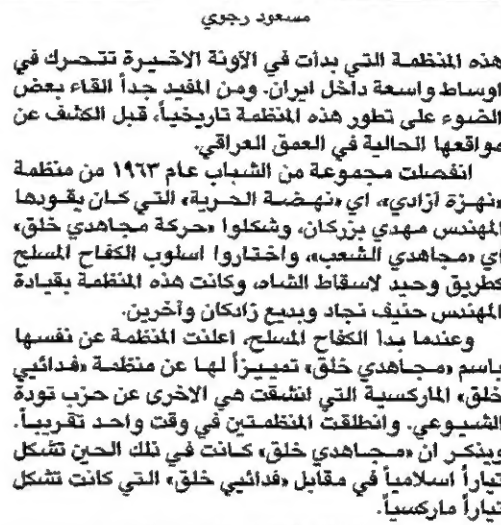 مسعود رجوي
هذه المنظمة التي بدأت في الآونة الاخيرة تتحرك في
اوساط واسعة داخل ايران. ومن المفيد جداً القاء بعض
الضوء على تطور هذه المنظمة تاريخياً، قبل الكشف عن
مواقعها الحالية في العمق العراقي.
انفصلت مجموعة من الشباب عام ١٩٦٣ من منظمة
«نهزة آزادي»، اي «نهضة الحرية» التي كان يقودها
المهندس مهدي بزركان، وشكلوا «حركة مجاهدي خلق»
اي «مجاهدي الشعب»، واختاروا اسلوب الكفاح المسلح
كطريق وحيد لاسقاط الشاه، وكانت هذه المنظمة بقيادة
المهندس حنيف نجاد وبديع زادكان وآخرين.
وعندما بدا الكفاح المسلح، اعلنت المنظمة عن نفسها
باسم «مجاهدي خلق» تمييزاً لها عن منظمة «فدائيي
خلق» الماركسية التي انشقت هي الاخرى عن حزب تودة
الشيوعي. وانطلقت المنظمتين في وقت واحد تقريباً.
ويذكر ان «مجاهدي خلق» كانت في ذلك الحين تشكل
تياراً اسلامياً في مقابل «فدائيي خلق» التي كانت تشكل
تياراً ماركسياً.